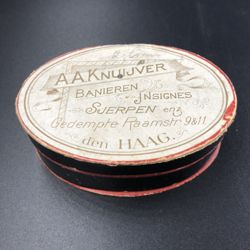 A.A. KNUIJVER
BANIEREN
INSIGNES
SJERPEN enz.
Gedempte Raamstr. 9&11.
den HAAG.